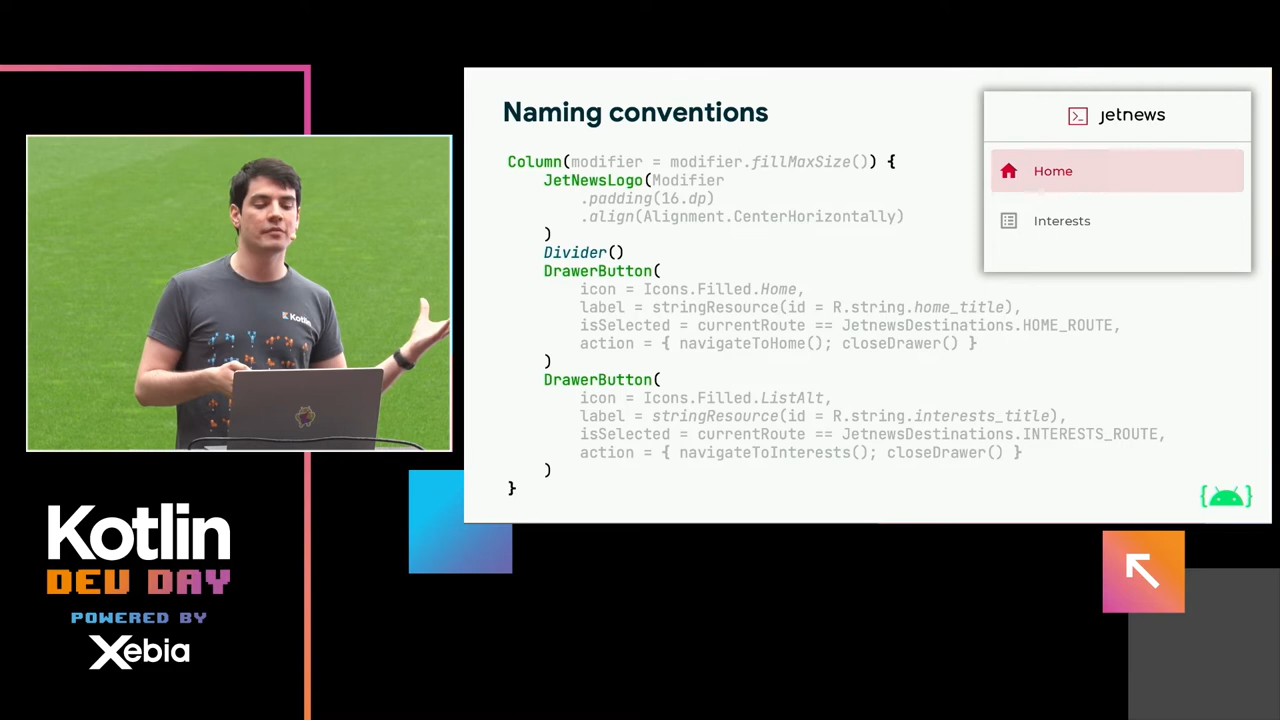 Naming conventions
Column(modifier = modifier.fillMaxSize()) {
JetNewsLogo(Modifier
.padding(16.dp)
.align(Alignment.CenterHorizontally)
)
Divider()
DrawerButton(
icon = Icons.Filled.Home,
label = stringResource(id = R.string.home_title),
isSelected = currentRoute == JetnewsDestinations.HOME_ROUTE,
action = { navigateToHome(); closeDrawer() }
)
DrawerButton(
icon = Icons.Filled.ListAlt,
label = stringResource(id = R.string.interests_title),
isSelected = currentRoute == JetnewsDestinations.INTERESTS_ROUTE,
action = { navigateToInterests(); closeDrawer() }
)
}
jetnews
Home
Interests
Kotlin
Kotlin
DEV DAY
POWERED BY
Xebia